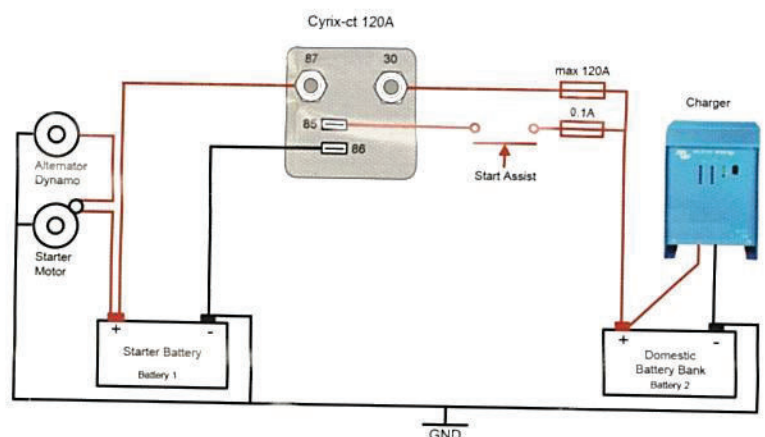 Cyrix-ct 120A
87
30
max 120A
0.1A
Charger
85
86
Start Assist
Alternator
Dynamo
Starter
Motor
+
-
Starter Battery
Battery 1
+
-
Domestic
Battery Bank
Battery 2
GND